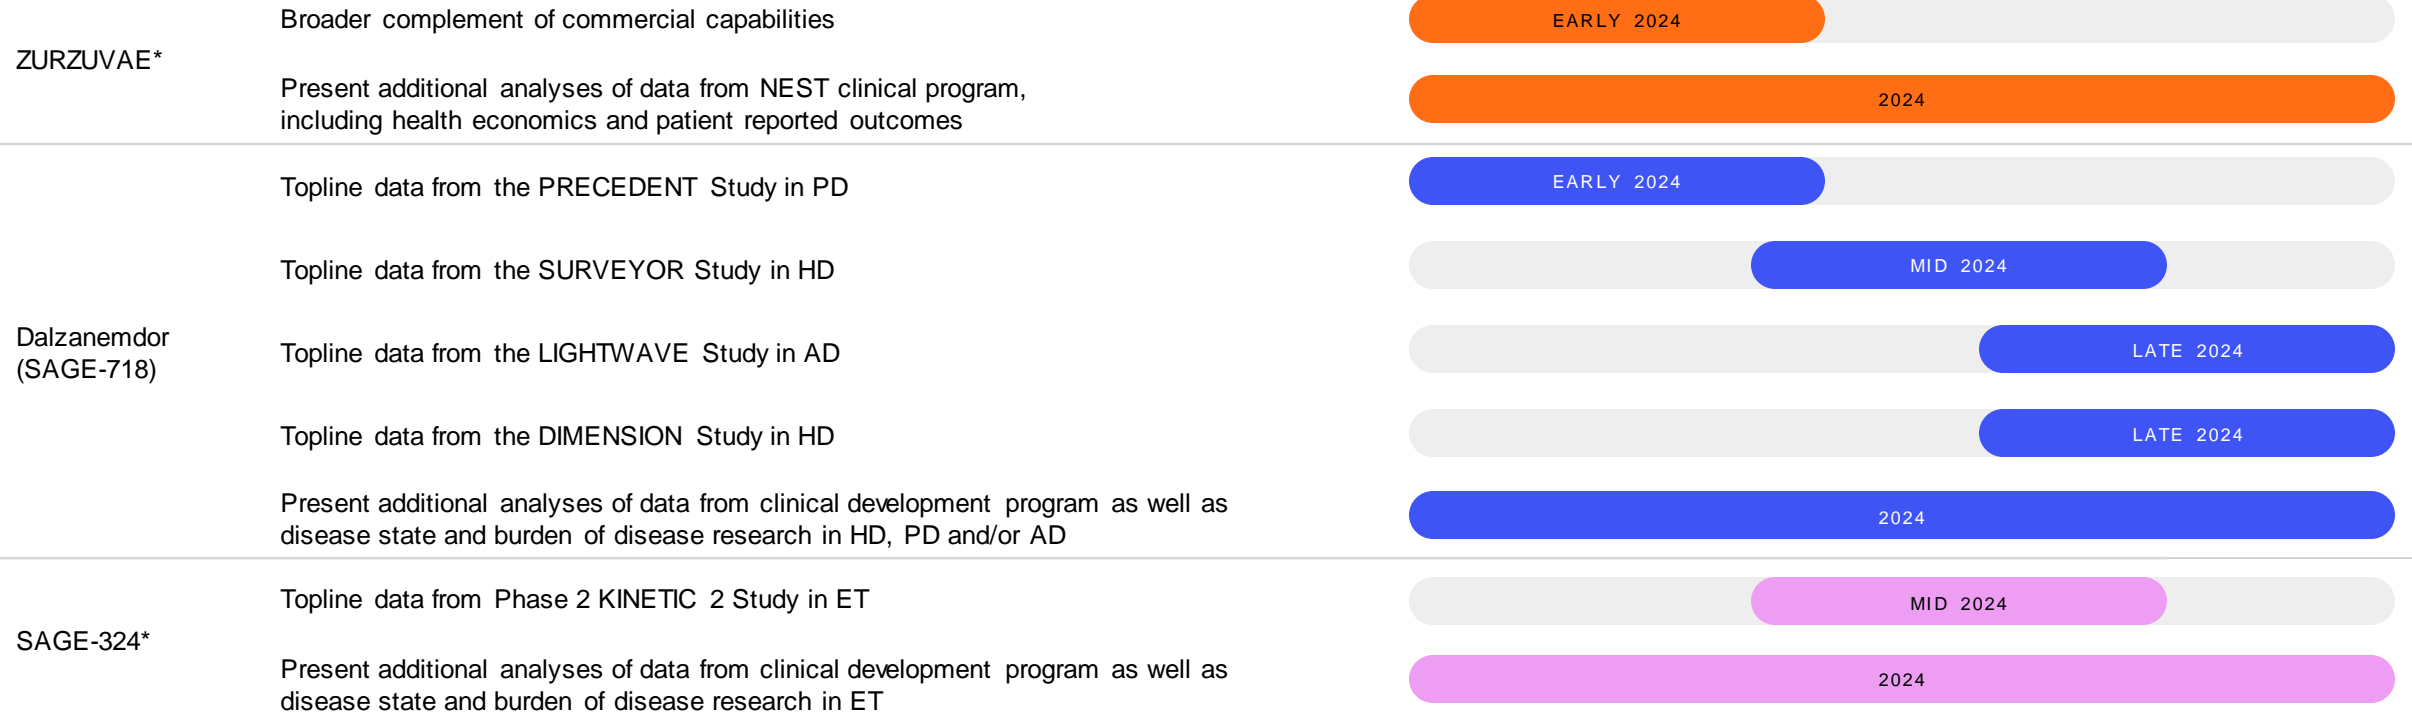 Broader complement of commercial capabilities
EARLY 2024
ZURZUVAE*
Present additional analyses of data from NEST clinical program,
including health economics and patient reported outcomes
2024
Topline data from the PRECEDENT Study in PD
EARLY 2024
Topline data from the SURVEYOR Study in HD
MID 2024
Dalzanemdor
(SAGE-718)
Topline data from the LIGHTWAVE Study in AD
LATE 2024
Topline data from the DIMENSION Study in HD
LATE 2024
Present additional analyses of data from clinical development program as well as
disease state and burden of disease research in HD, PD and/or AD
2024
Topline data from Phase 2 KINETIC 2 Study in ET
MID 2024
SAGE-324*
Present additional analyses of data from clinical development program as well as
disease state and burden of disease research in ET
2024